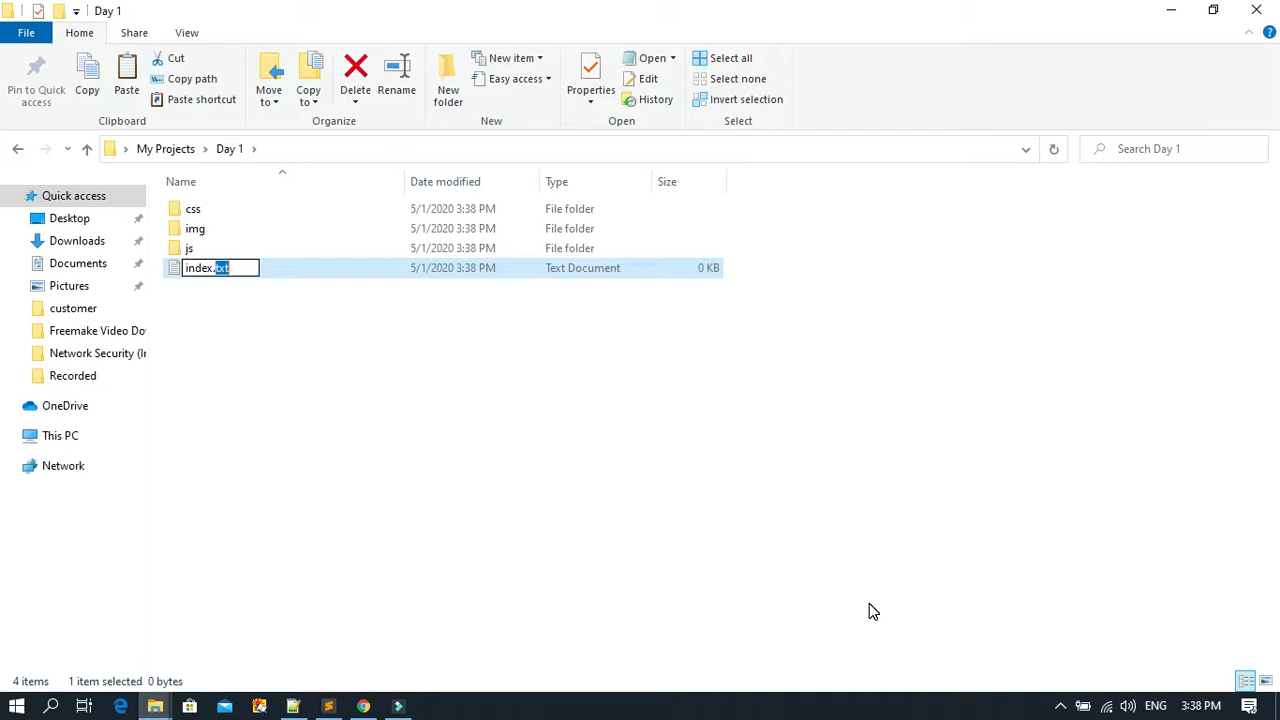 Day 1
File Home Share View
Pin to Quick access
Copy
Paste
Cut
Copy path
Paste shortcut
Clipboard
Move to
Copy to
Delete
Rename
Organize
New folder
New item
Easy access
New
Properties
Open
Edit
History
Open
Select all
Select none
Invert selection
Select
My Projects Day 1
Search Day 1
Name Date modified Type Size
css 5/1/2020 3:38 PM File folder
img 5/1/2020 3:38 PM File folder
js 5/1/2020 3:38 PM File folder
index.txt 5/1/2020 3:38 PM Text Document 0 KB
Quick access
Desktop
Downloads
Documents
Pictures
customer
Freemake Video Do
Network Security (I
Recorded
OneDrive
This PC
Network
4 items 1 item selected 0 bytes
ENG 3:38 PM